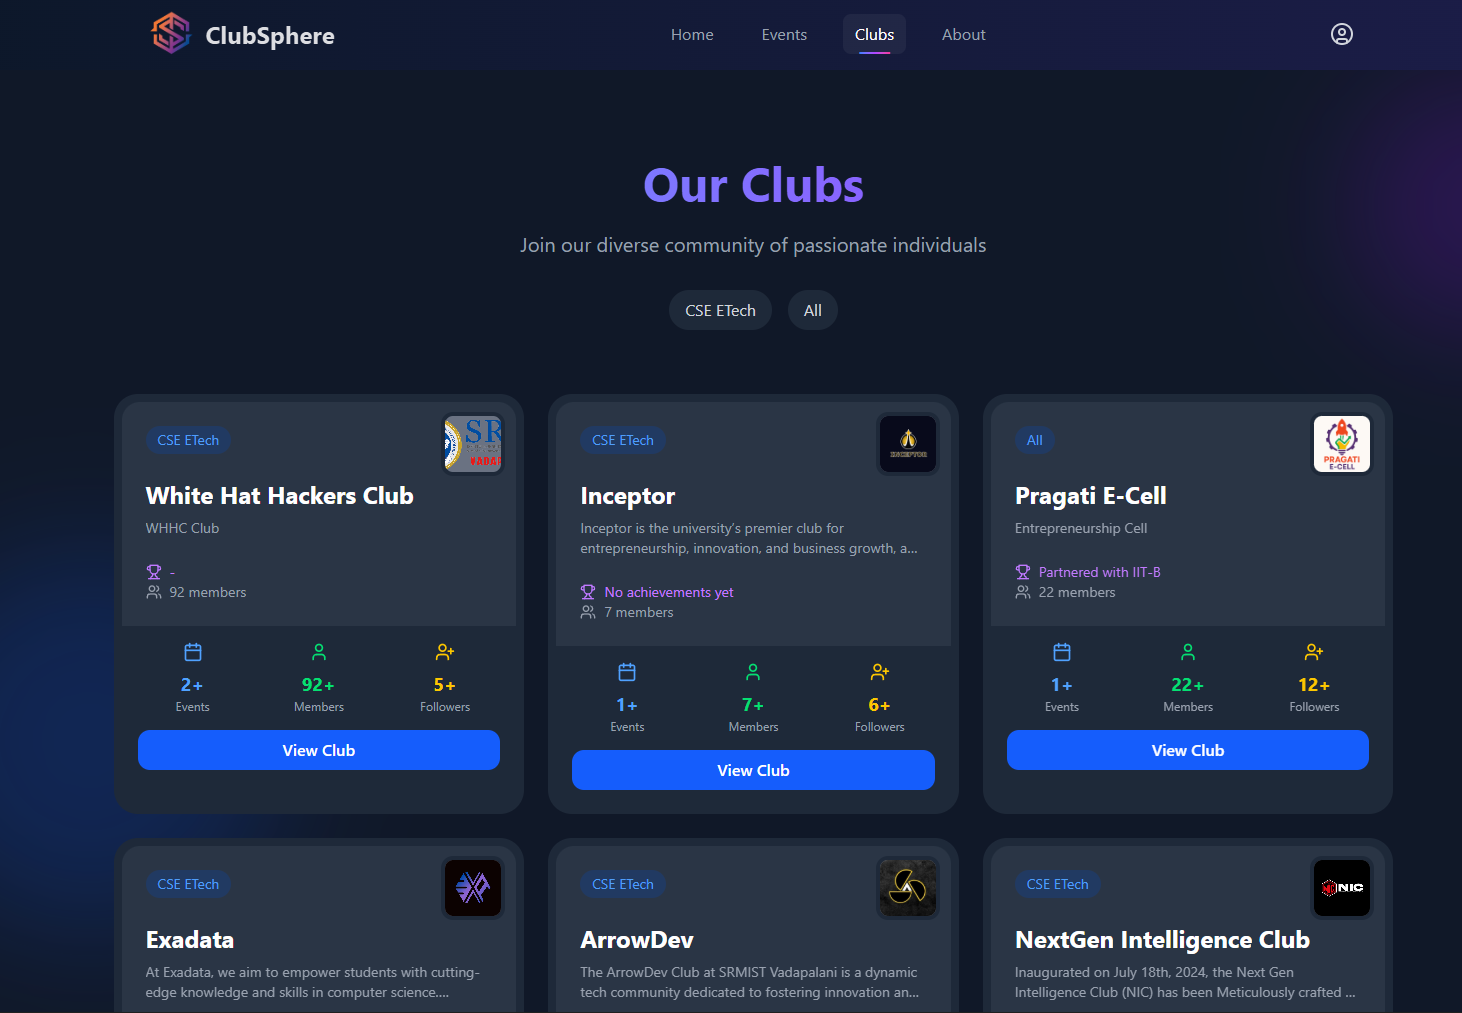 ClubSphere
Home
Events
Clubs
About
Our Clubs
Join our diverse community of passionate individuals
CSE ETech
All
CSE ETech
SR
VADAP
White Hat Hackers Club
WHHC Club
-
92 members
2+
Events
92+
Members
5+
Followers
View Club
CSE ETech
INCEPTOR
Inceptor
Inceptor is the university’s premier club for
entrepreneurship, innovation, and business growth, a...
No achievements yet
7 members
1+
Events
7+
Members
6+
Followers
View Club
All
PRAGATI
E-CELL
Pragati E-Cell
Entrepreneurship Cell
Partnered with IIT-B
22 members
1+
Events
22+
Members
12+
Followers
View Club
CSE ETech
Exadata
At Exadata, we aim to empower students with cutting-
edge knowledge and skills in computer science....
CSE ETech
ArrowDev
The ArrowDev Club at SRMIST Vadapalani is a dynamic
tech community dedicated to fostering innovation an...
CSE ETech
NIC
NextGen Intelligence Club
Inaugurated on July 18th, 2024, the Next Gen
Intelligence Club (NIC) has been Meticulously crafted ...